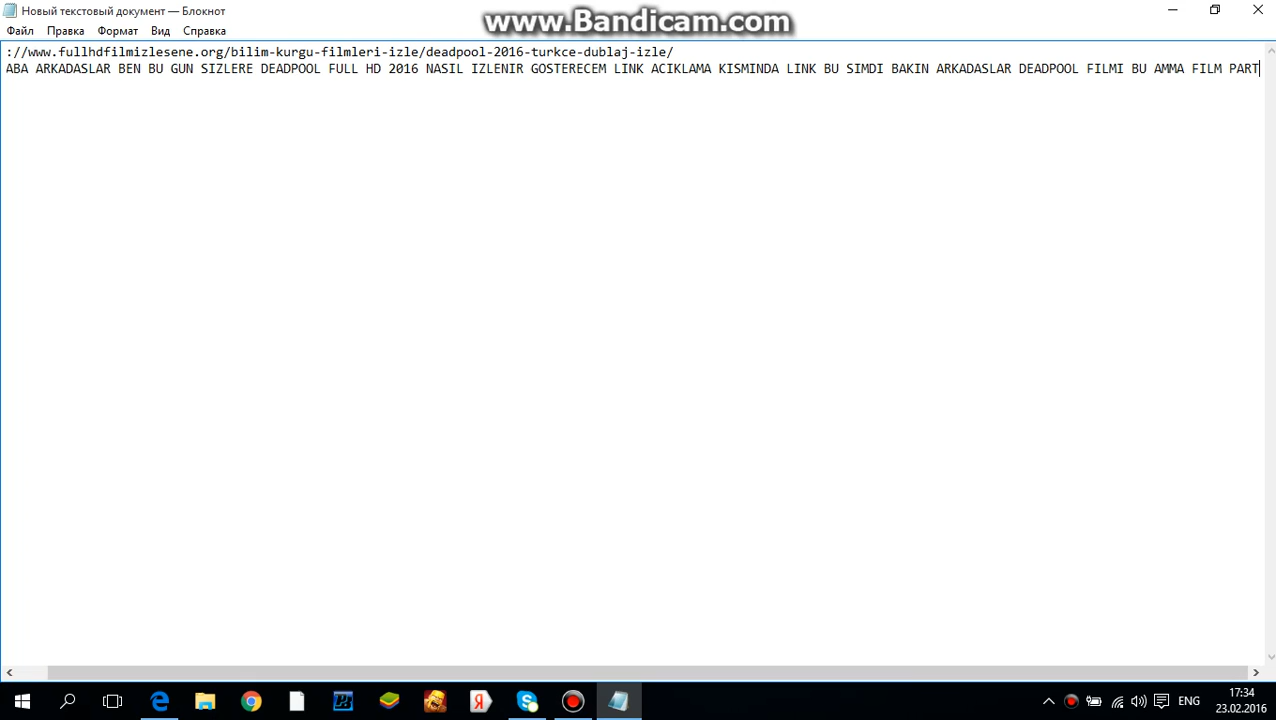 Новый текстовый документ — Блокнот
www.Bandicam.com
Файл Правка Формат Вид Справка
://www.fullhdfilmizlesene.org/bilim-kurgu-filmleri-izle/deadpool-2016-turkce-dublaj-izle/
ABA ARKADASLAR BEN BU GUN SIZLERE DEADPOOL FULL HD 2016 NASIL IZLENIR GOSTERECEM LINK ACIKLAMA KISMINDA LINK BU SIMDI BAKIN ARKADASLAR DEADPOOL FILMI BU AMMA FILM PART
ENG
17:34
23.02.2016